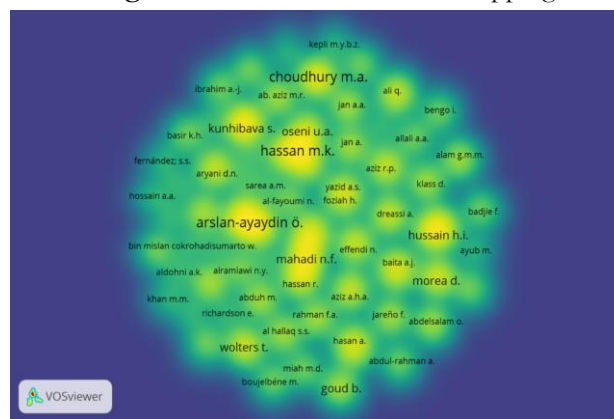 kepli m.y.b.z.
choudhury m.a.
ibrahim a.-j.
ab. aziz m.r.
ali q.
jan a.a.
bengo i.
kunhibava s.
oseni u.a.
basir k.h.
jan a.
allali a.a.
hassan m.k.
alam g.m.m.
fernández; s.s.
aryani d.n.
aziz r.p.
klass d.
sarea a.m.
yazid a.s.
hossain a.a.
al-fayoumi n.
foziah h.
arslan-ayaydin ö.
dreassi a.
badjie f.
hussain h.i.
bin mislan cokrohadisumarto w.
effendi n.
ayub m.
mahadi n.f.
baita a.j.
aldohni a.k.
alramlawi n.y.
hassan r.
morea d.
khan m.m.
abduh m.
aziz a.h.a.
richardson e.
rahman f.a.
jareño f.
abdelsalam o.
al hallaq s.s.
wolters t.
hasan a.
abdul-rahman a.
miah m.d.
boujelbéne m.
goud b.
VOSviewer